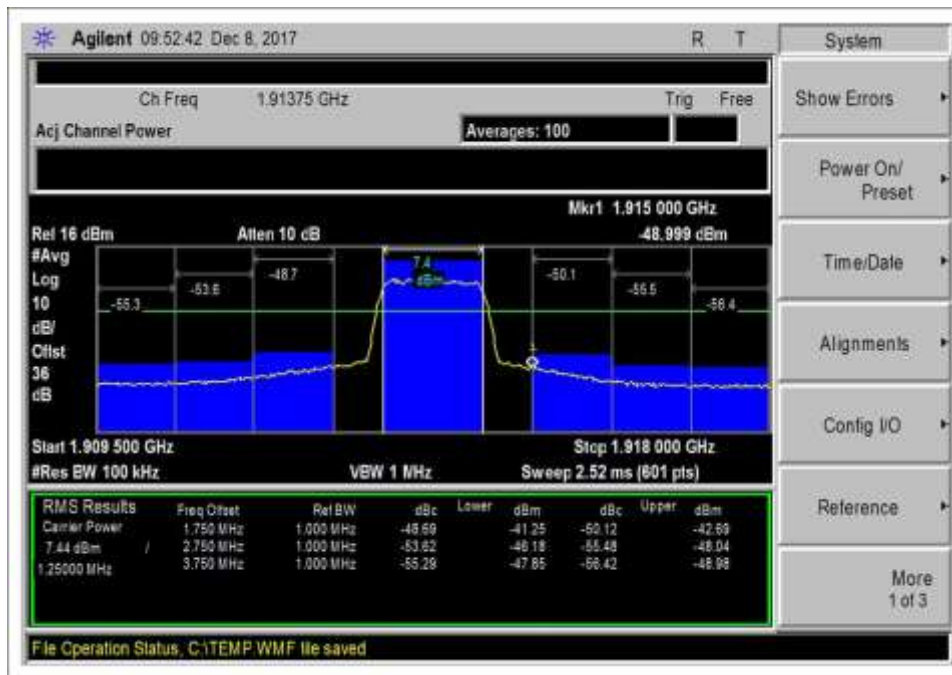 Agilent 09:52:42 Dec 8, 2017 R T
System
Ch Freq 1.91375 GHz Trig Free
Acj Channel Power
Averages: 100
Show Errors
Power On/
Preset
Time/Date
Alignments
Config I/O
Reference
More
1 of 3
Mkr1 1.915 000 GHz
Ref 16 dBm Atten 10 dB -48.999 dBm
#Avg
Log
10
dB/
Offst
36
dB
-55.3 -53.6 -48.7 7.4 dBm -50.1 -55.5 -56.4
Start 1.909 500 GHz Stop 1.918 000 GHz
#Res BW 100 kHz VBW 1 MHz Sweep 2.52 ms (601 pts)
RMS Results Freq Offset Ref BW dBc Lower dBm dBc Upper dBm
Carrier Power 1.750 MHz 1.000 MHz -48.69 -41.25 -50.12 -42.69
7.44 dBm / 2.750 MHz 1.000 MHz -53.62 -46.18 -55.48 -48.04
1.25000 MHz 3.750 MHz 1.000 MHz -55.29 -47.85 -56.42 -48.98
File Operation Status, C:\TEMP.WMF file saved